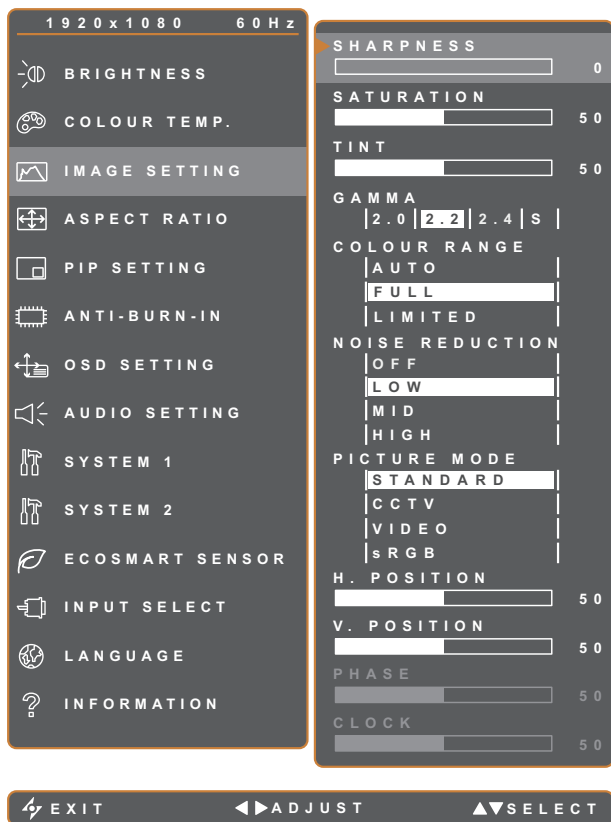 1920x1080 60Hz
BRIGHTNESS
COLOUR TEMP.
IMAGE SETTING
ASPECT RATIO
PIP SETTING
ANTI-BURN-IN
OSD SETTING
AUDIO SETTING
SYSTEM 1
SYSTEM 2
ECOSMART SENSOR
INPUT SELECT
LANGUAGE
INFORMATION
SHARPNESS
0
SATURATION
50
TINT
50
GAMMA
2.0 2.2 2.4 S
COLOUR RANGE
AUTO
FULL
LIMITED
NOISE REDUCTION
OFF
LOW
MID
HIGH
PICTURE MODE
STANDARD
CCTV
VIDEO
sRGB
H. POSITION
50
V. POSITION
50
PHASE
50
CLOCK
50
EXIT ADJUST SELECT